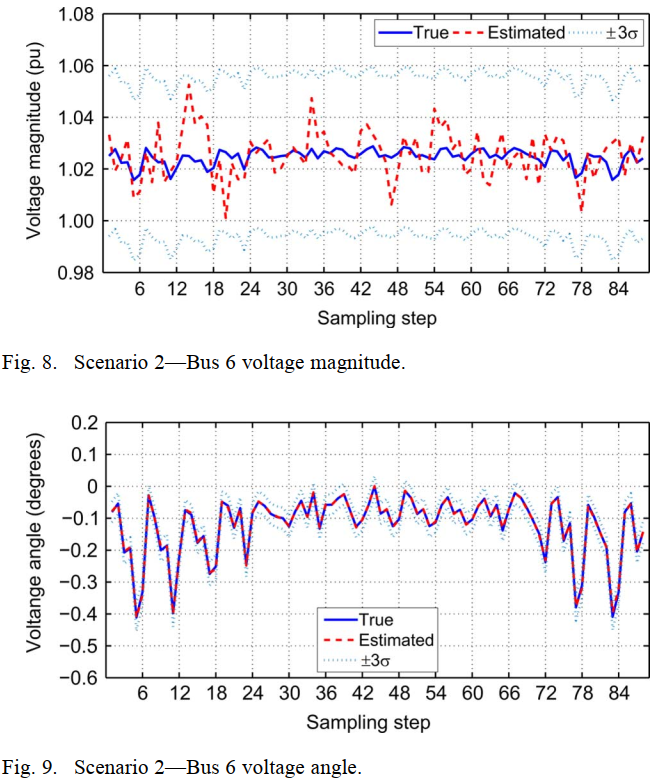 1.08
1.06
1.04
1.02
1.00
0.98
Voltage magnitude (pu)
True Estimated ±3σ
6 12 18 24 30 36 42 48 54 60 66 72 78 84
Sampling step
Fig. 8. Scenario 2—Bus 6 voltage magnitude.
0.2
0.1
0
−0.1
−0.2
−0.3
−0.4
−0.5
−0.6
Voltange angle (degrees)
True
Estimated
±3σ
6 12 18 24 30 36 42 48 54 60 66 72 78 84
Sampling step
Fig. 9. Scenario 2—Bus 6 voltage angle.